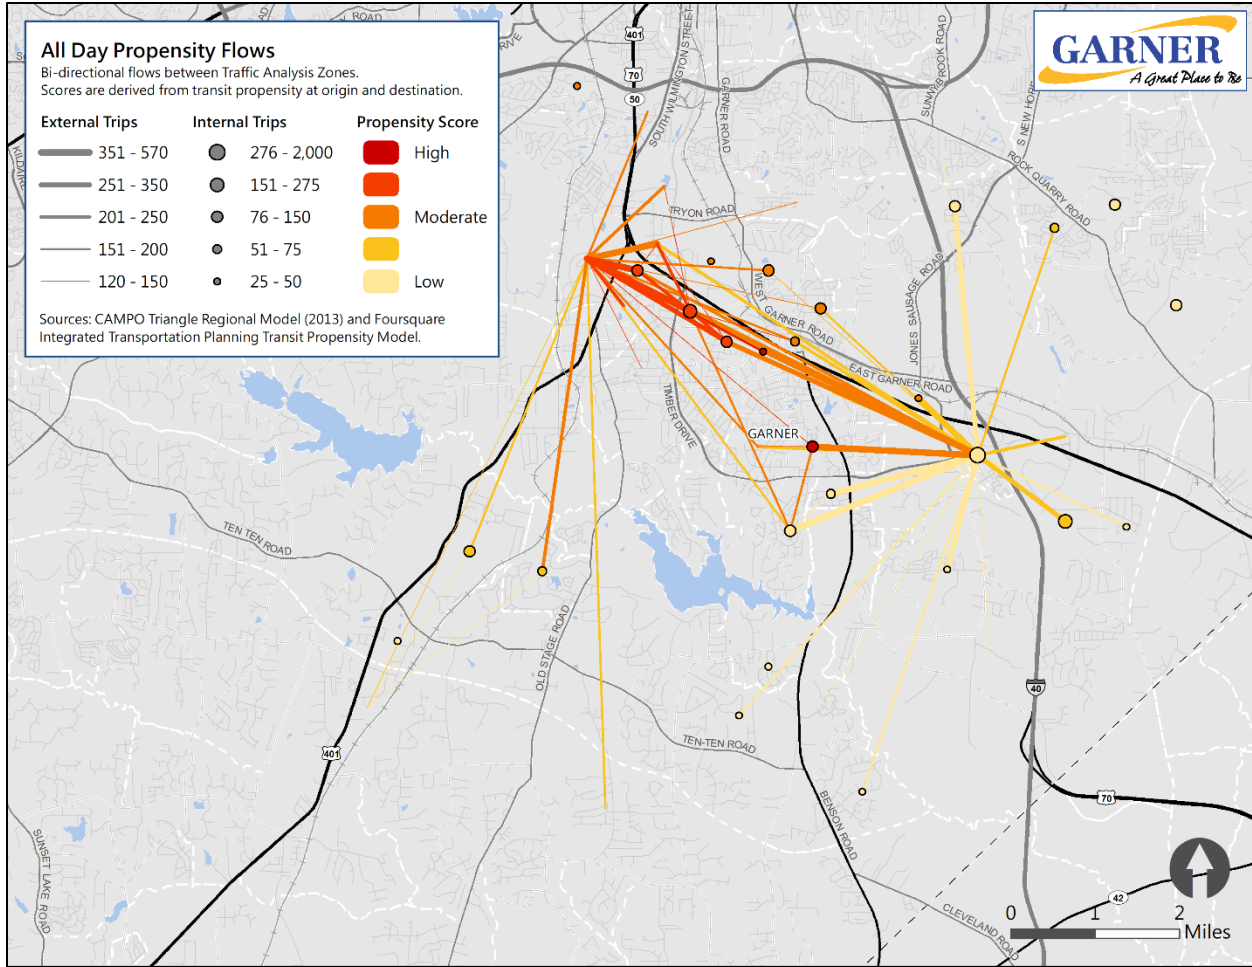 All Day Propensity Flows
Bi-directional flows between Traffic Analysis Zones.
Scores are derived from transit propensity at origin and destination.
External Trips
Internal Trips
Propensity Score
351 - 570
276 - 2,000
High
251 - 350
151 - 275
201 - 250
76 - 150
Moderate
151 - 200
51 - 75
120 - 150
25 - 50
Low
Sources: CAMPO Triangle Regional Model (2013) and Foursquare
Integrated Transportation Planning Transit Propensity Model.
GARNER
A Great Place to Be
401
70
50
DRIVE
SOUTH WILMINGTON STREET
GARNER ROAD
SUNNYBROOK ROAD
S NEW HOPE
ROCK QUARRY ROAD
KILDAIRE
TRYON ROAD
WEST GARNER ROAD
JONES SAUSAGE ROAD
EAST GARNER ROAD
TIMBER DRIVE
GARNER
TEN TEN ROAD
OLD STAGE ROAD
40
TEN-TEN ROAD
401
70
BENSON ROAD
SUNSET LAKE ROAD
42
CLEVELAND ROAD
0 1 2
Miles